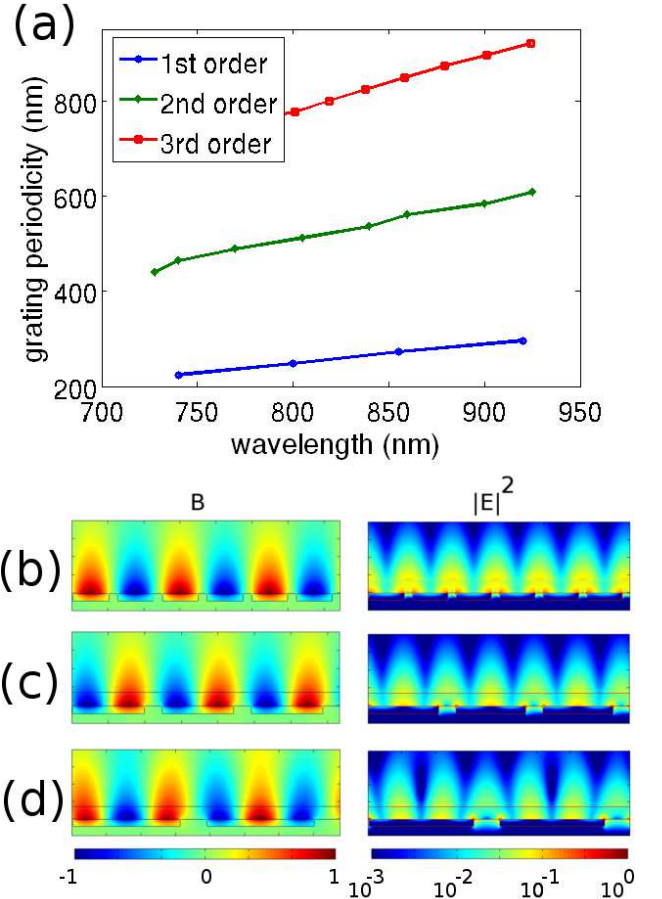 (a)
1st order
2nd order
3rd order
800
600
400
200
grating periodicity (nm)
700 750 800 850 900 950
wavelength (nm)
B |E|²
(b)
(c)
(d)
-1 0 1 10⁻³ 10⁻² 10⁻¹ 10⁰